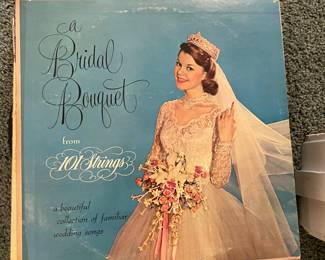 A
Bridal
Bouquet
from
101 Strings
a beautiful
collection of familiar
wedding songs